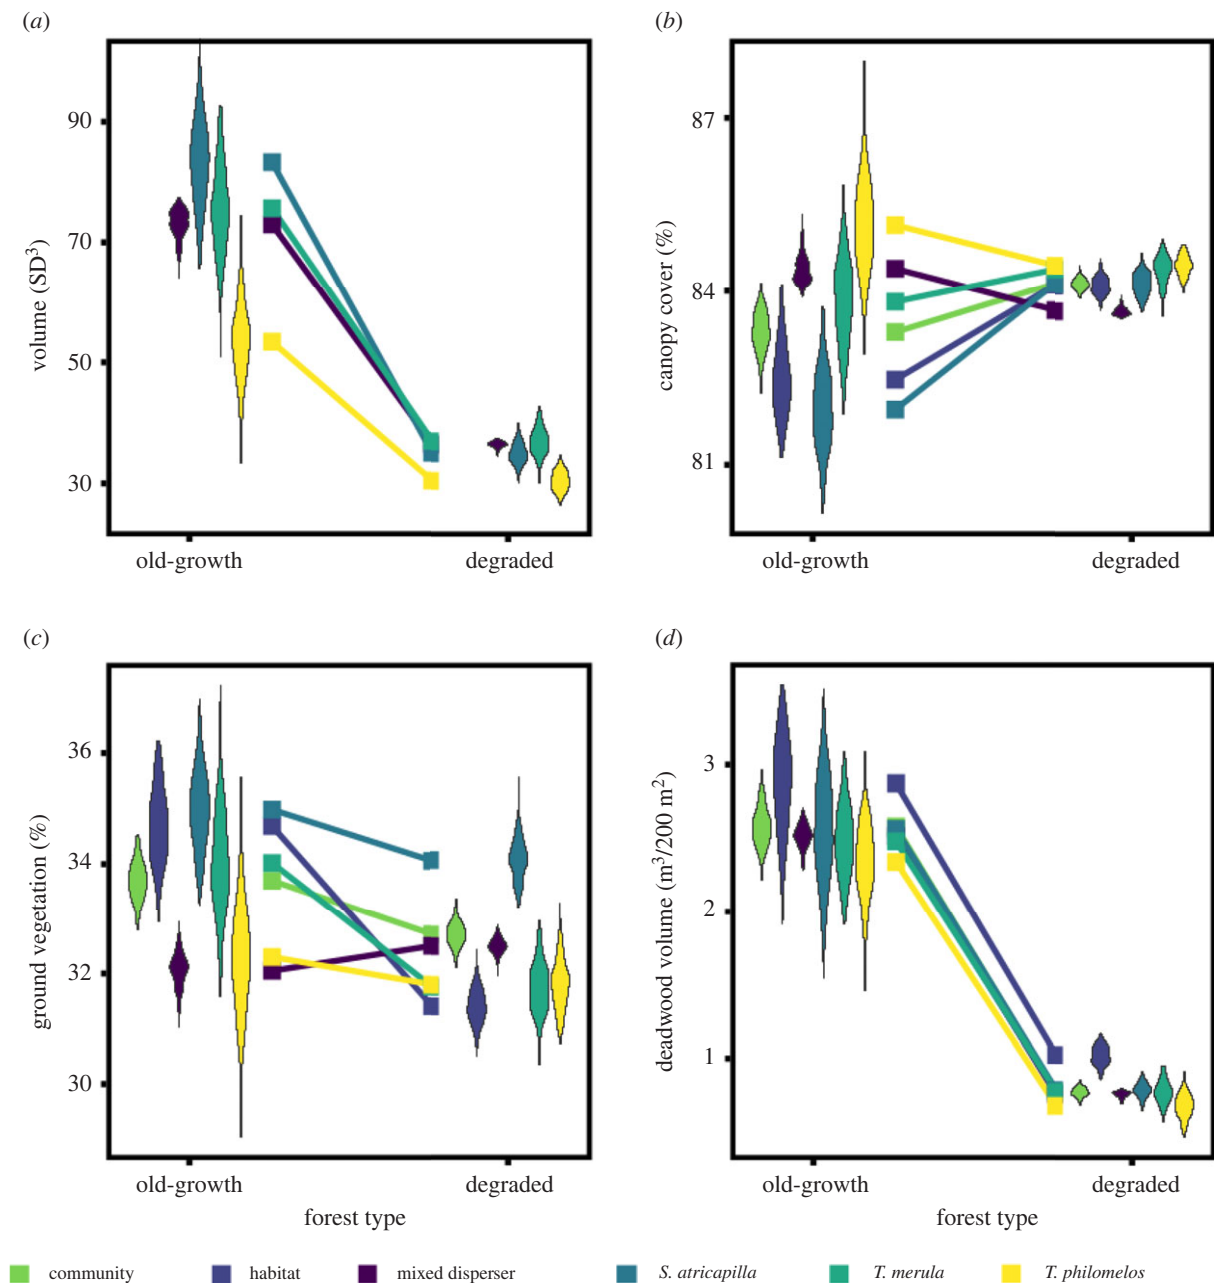 (a)
(b)
volume (SD³)
90
70
50
30
old-growth
degraded
canopy cover (%)
87
84
81
old-growth
degraded
(c)
(d)
ground vegetation (%)
36
34
32
30
old-growth
degraded
forest type
deadwood volume (m³/200 m²)
3
2
1
old-growth
degraded
forest type
community habitat mixed disperser S. atricapilla T. merula T. philomelos